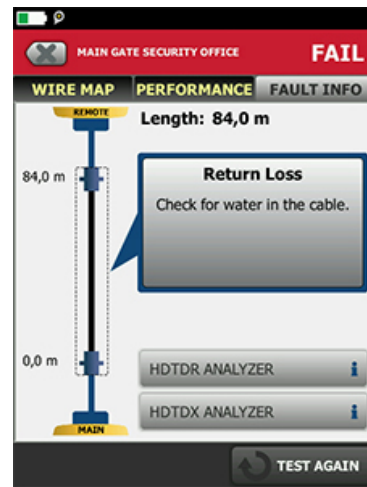 MAIN GATE SECURITY OFFICE FAIL
WIRE MAP PERFORMANCE FAULT INFO
REMOTE
Length: 84,0 m
84,0 m
Return Loss
Check for water in the cable.
0,0 m
HDTDR ANALYZER i
HDTDX ANALYZER i
MAIN
TEST AGAIN